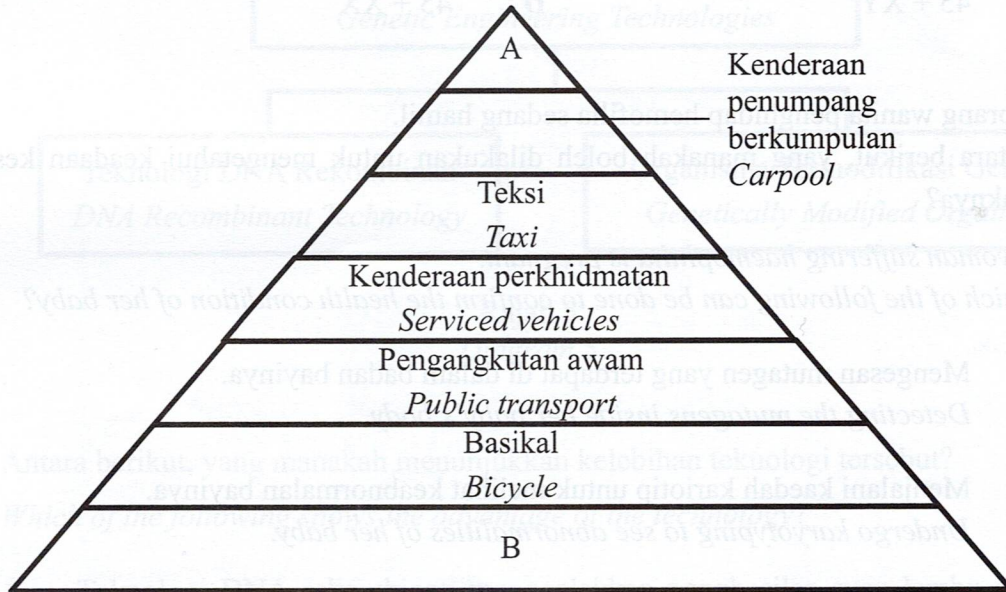 A
Kenderaan
penumpang
berkumpulan
Carpool
Teksi
Taxi
Kenderaan perkhidmatan
Serviced vehicles
Pengangkutan awam
Public transport
Basikal
Bicycle
B